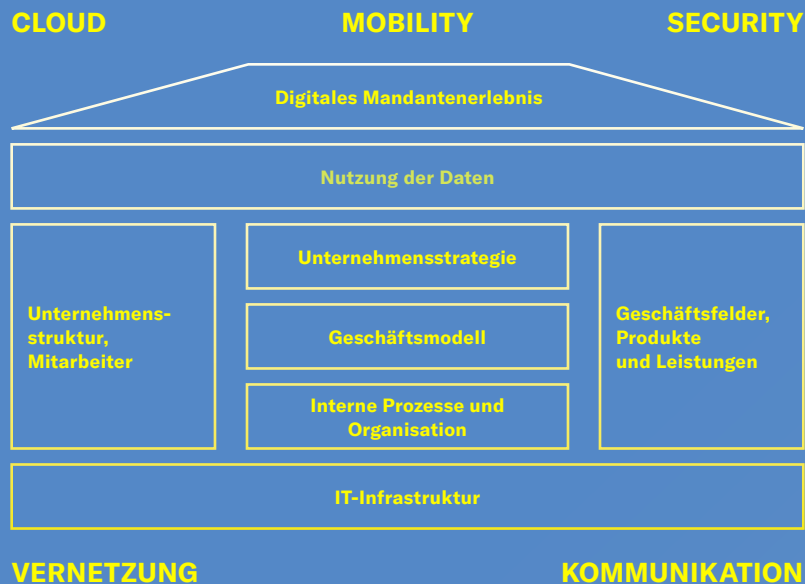 CLOUD MOBILITY SECURITY
Digitales Mandantenerlebnis
Nutzung der Daten
Unternehmens-
struktur,
Mitarbeiter
Unternehmensstrategie
Geschäftsmodell
Interne Prozesse und
Organisation
Geschäftsfelder,
Produkte
und Leistungen
IT-Infrastruktur
VERNETZUNG KOMMUNIKATION